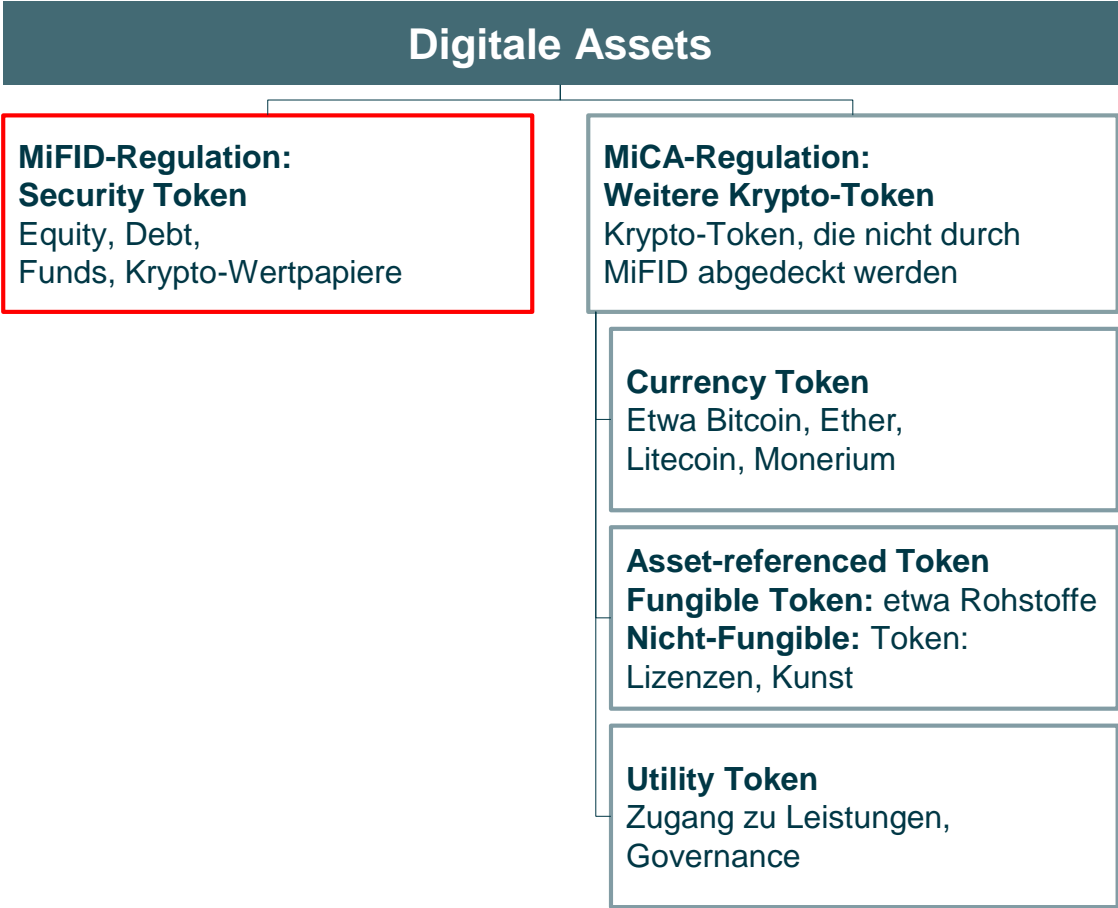 Digitale Assets
MiFID-Regulation:
Security Token
Equity, Debt,
Funds, Krypto-Wertpapiere
MiCA-Regulation:
Weitere Krypto-Token
Krypto-Token, die nicht durch
MiFID abgedeckt werden
Currency Token
Etwa Bitcoin, Ether,
Litecoin, Monerium
Asset-referenced Token
Fungible Token: etwa Rohstoffe
Nicht-Fungible: Token:
Lizenzen, Kunst
Utility Token
Zugang zu Leistungen,
Governance